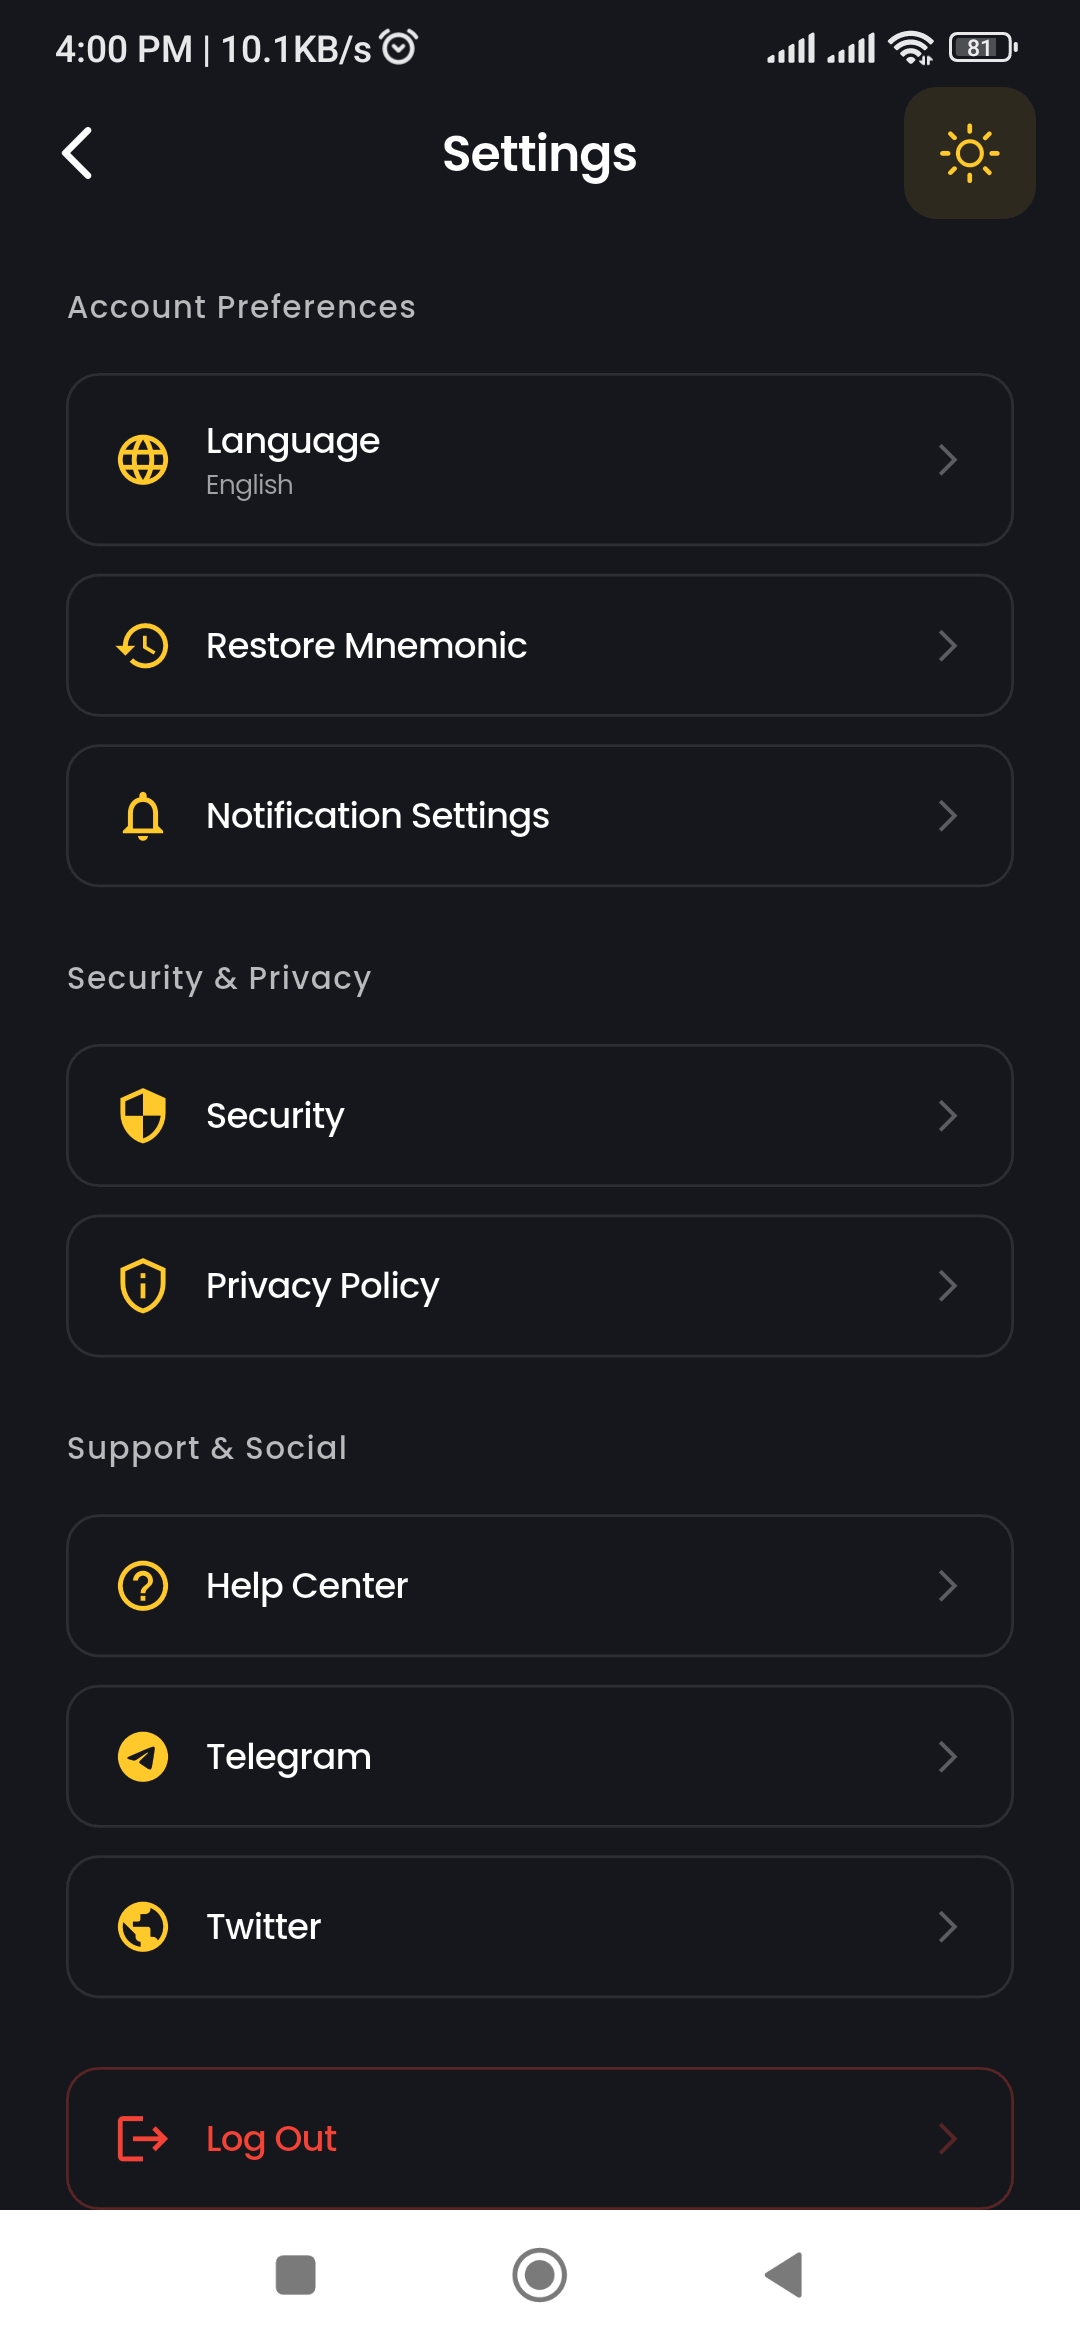 4:00 PM | 10.1KB/s
81
Settings
Account Preferences
Language
English
Restore Mnemonic
Notification Settings
Security & Privacy
Security
Privacy Policy
Support & Social
Help Center
Telegram
Twitter
Log Out